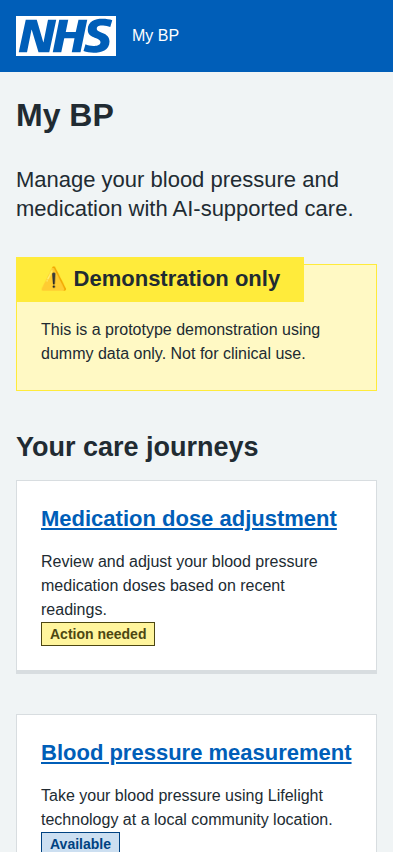 NHS My BP
My BP
Manage your blood pressure and
medication with AI-supported care.
⚠️ Demonstration only
This is a prototype demonstration using
dummy data only. Not for clinical use.
Your care journeys
Medication dose adjustment
Review and adjust your blood pressure
medication doses based on recent
readings.
Action needed
Blood pressure measurement
Take your blood pressure using Lifelight
technology at a local community location.
Available